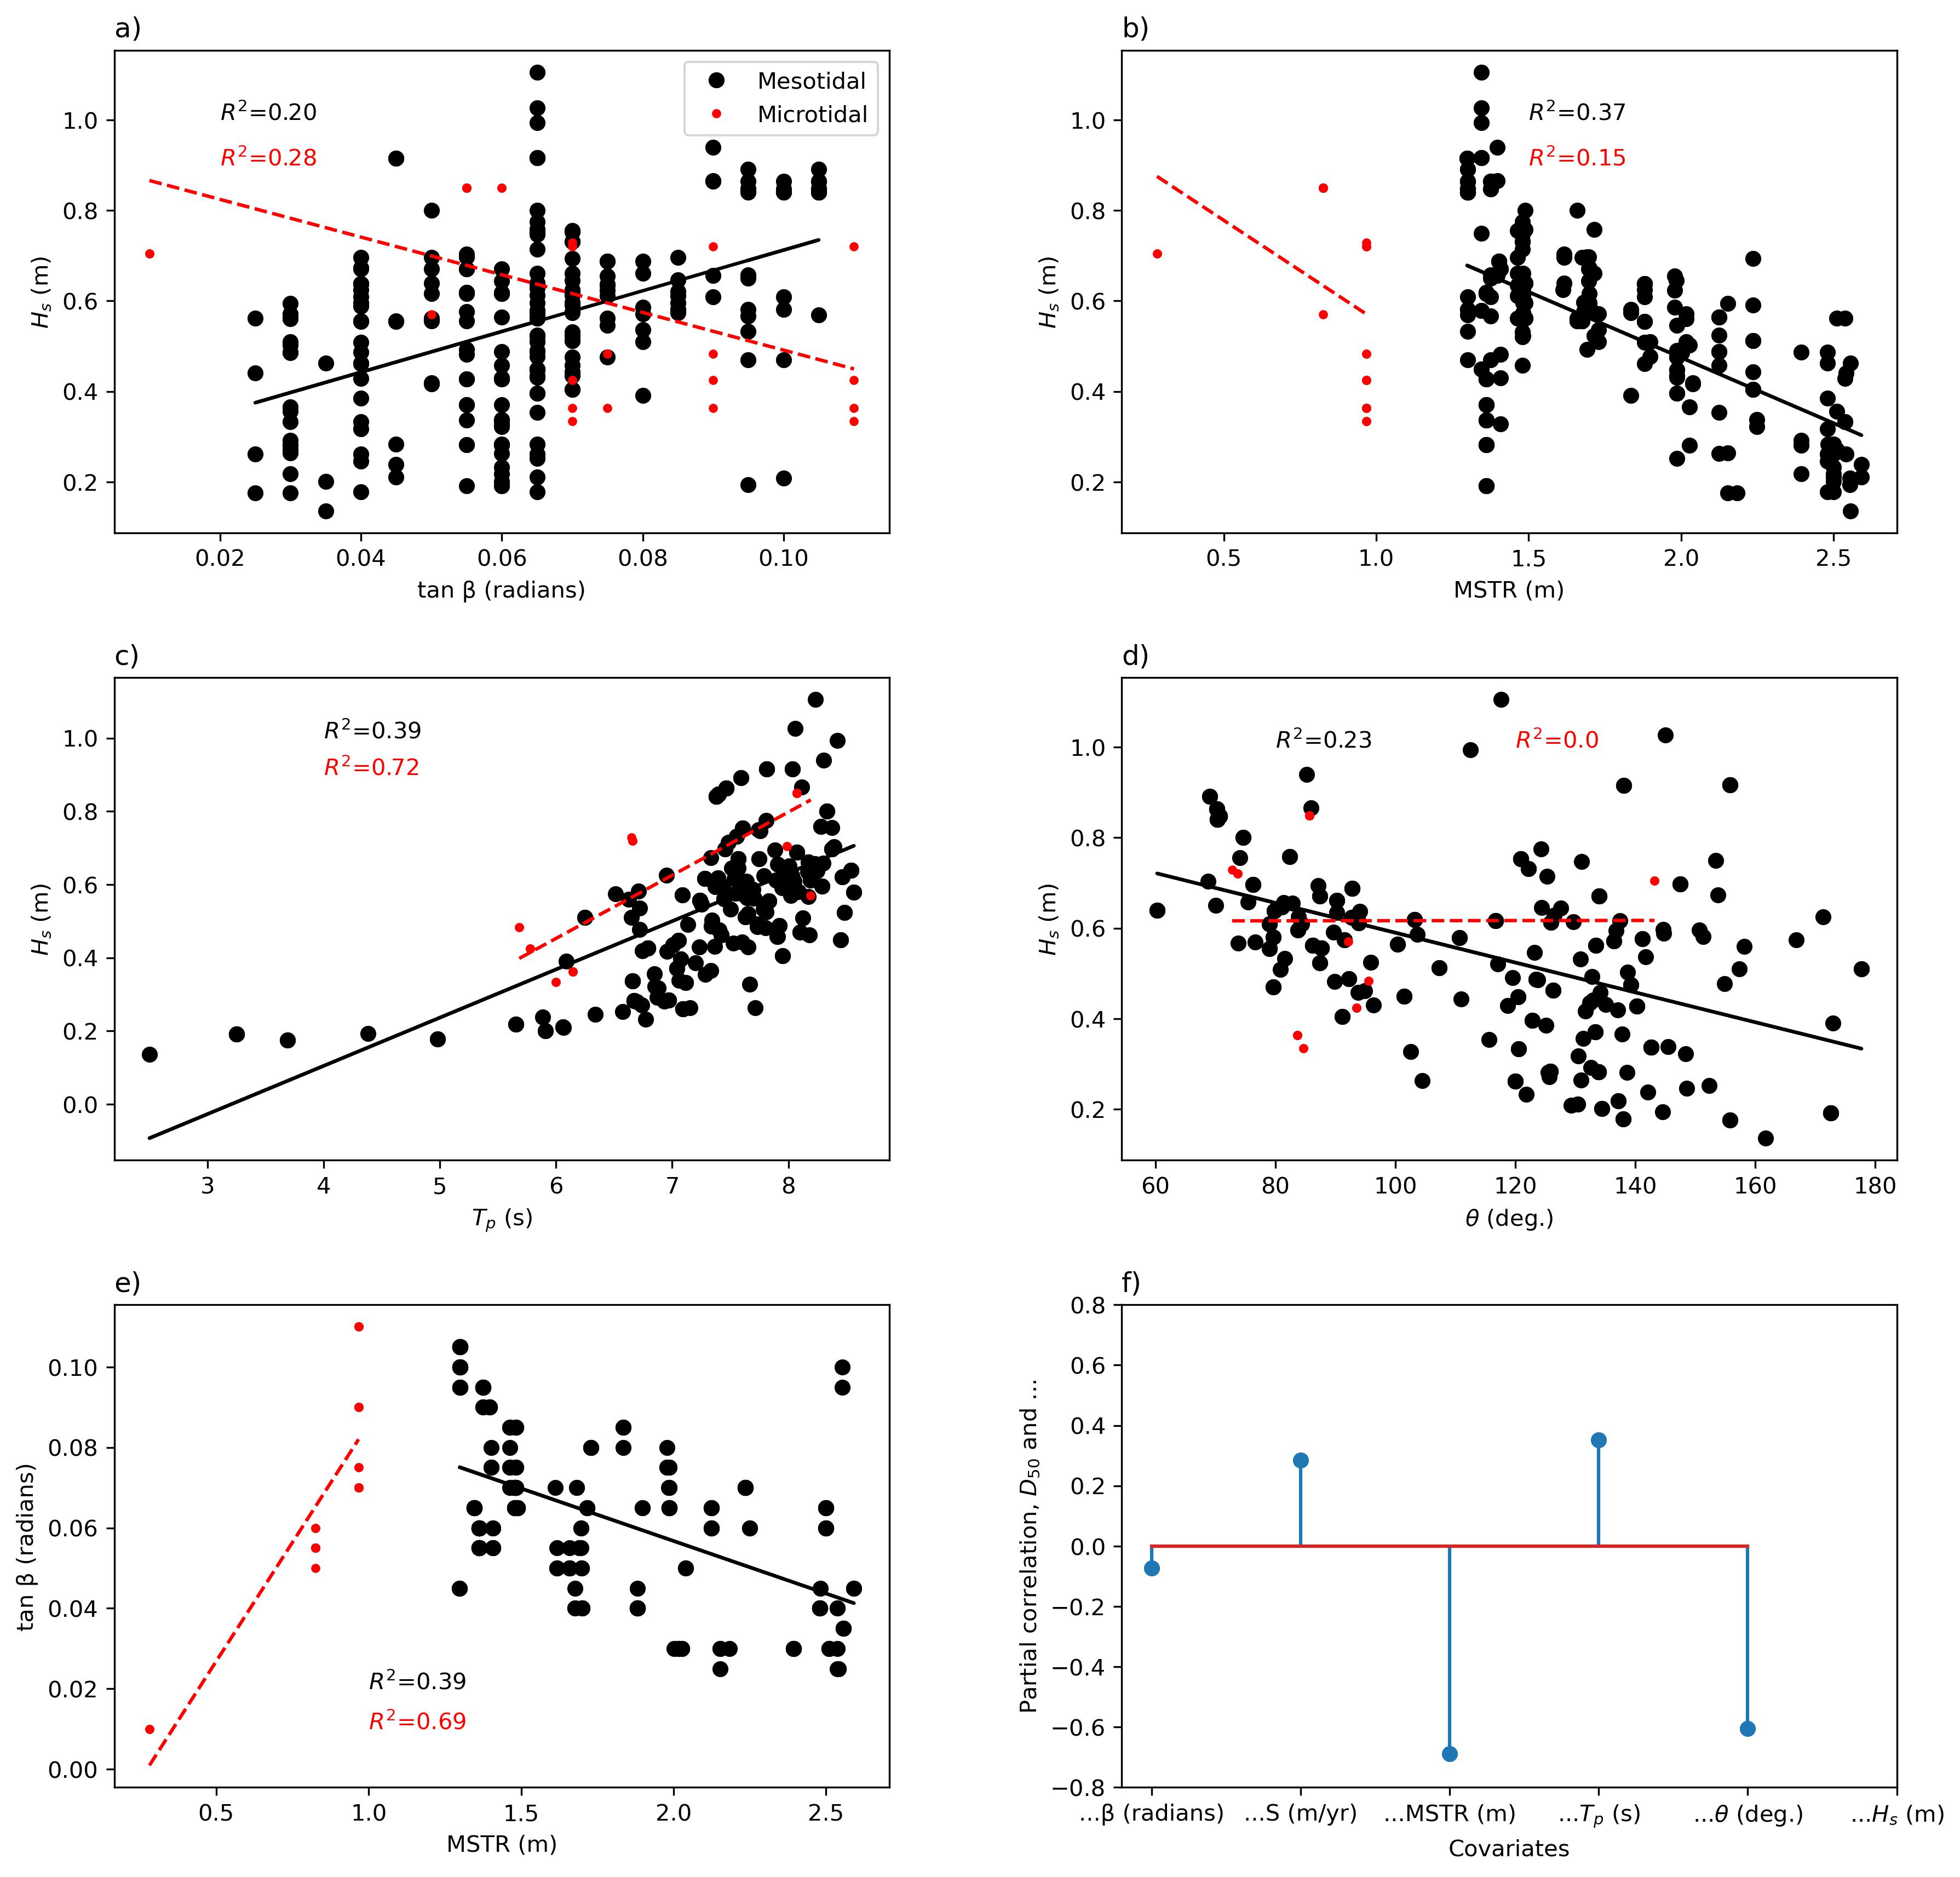 a)
Mesotidal
Microtidal
R²=0.20
R²=0.28
1.0
0.8
0.6
0.4
0.2
H_s (m)
0.02 0.04 0.06 0.08 0.10
tan β (radians)
b)
R²=0.37
R²=0.15
1.0
0.8
0.6
0.4
0.2
H_s (m)
0.5 1.0 1.5 2.0 2.5
MSTR (m)
c)
R²=0.39
R²=0.72
1.0
0.8
0.6
0.4
0.2
0.0
H_s (m)
3 4 5 6 7 8
T_p (s)
d)
R²=0.23 R²=0.0
1.0
0.8
0.6
0.4
0.2
H_s (m)
60 80 100 120 140 160 180
θ (deg.)
e)
0.10
0.08
0.06
0.04
0.02
0.00
tan β (radians)
R²=0.39
R²=0.69
0.5 1.0 1.5 2.0 2.5
MSTR (m)
f)
0.8
0.6
0.4
0.2
0.0
−0.2
−0.4
−0.6
−0.8
Partial correlation, D₅₀ and ...
...β (radians) ...S (m/yr) ...MSTR (m) ...T_p (s) ...θ (deg.) ...H_s (m)
Covariates